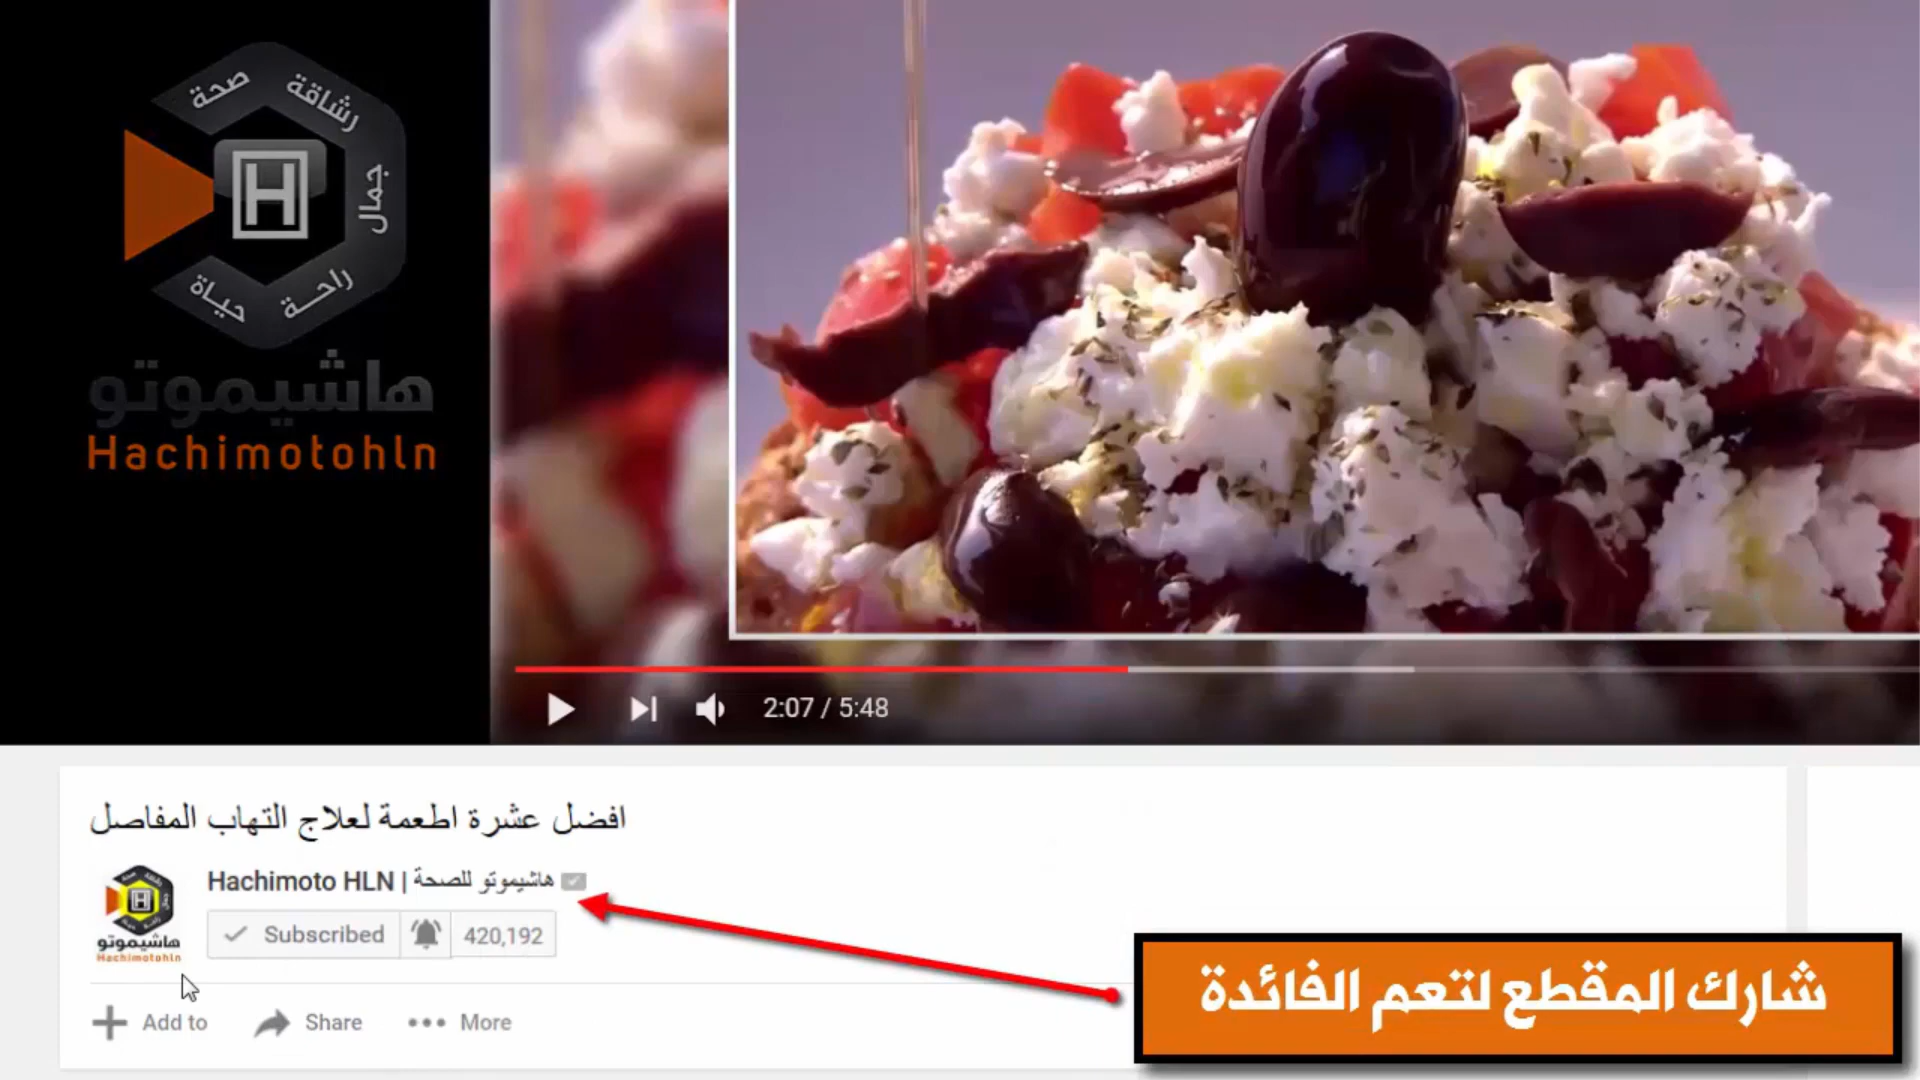 صحة
رشاقة
جمال
راحة
حياة
H
هاشيموتو
Hachimotohln
2:07 / 5:48
افضل عشرة اطعمة لعلاج التهاب المفاصل
Hachimoto HLN | هاشيموتو للصحة
Subscribed 420,192
H
هاشيموتو
Hachimotohln
Add to Share More
شارك المقطع لتعم الفائدة